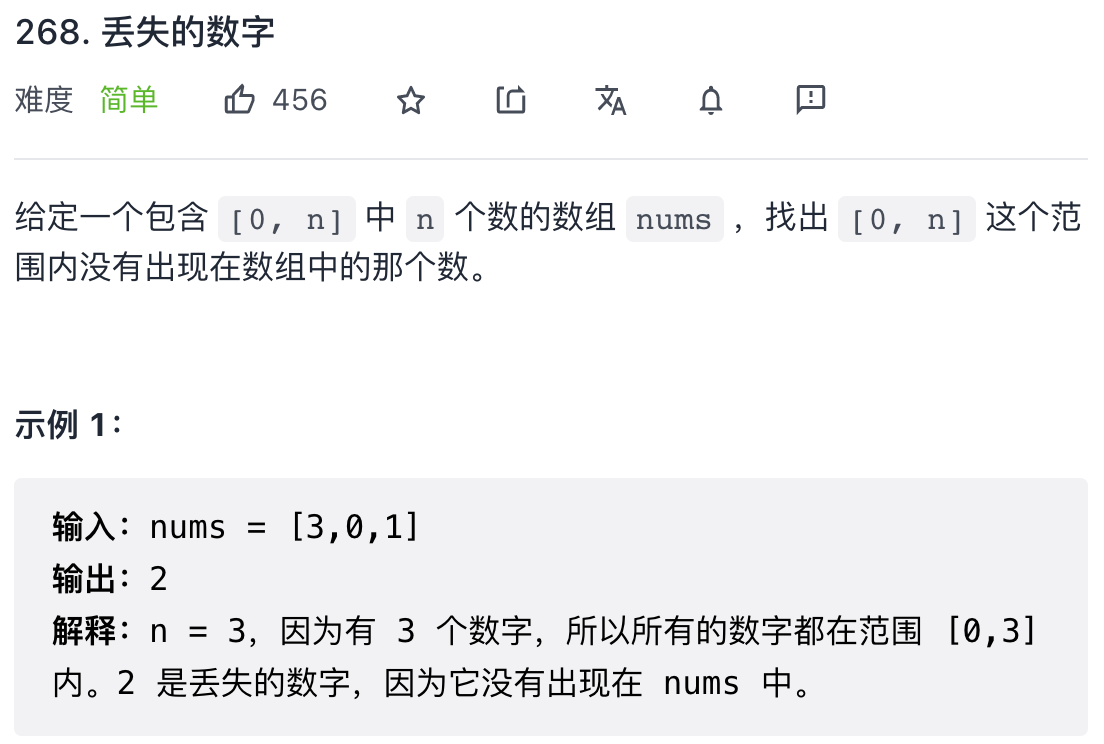 268. 丢失的数字
难度 简单 456
给定一个包含 [0, n] 中 n 个数的数组 nums ，找出 [0, n] 这个范
围内没有出现在数组中的那个数。
示例 1：
输入：nums = [3,0,1]
输出：2
解释：n = 3，因为有 3 个数字，所以所有的数字都在范围 [0,3]
内。2 是丢失的数字，因为它没有出现在 nums 中。